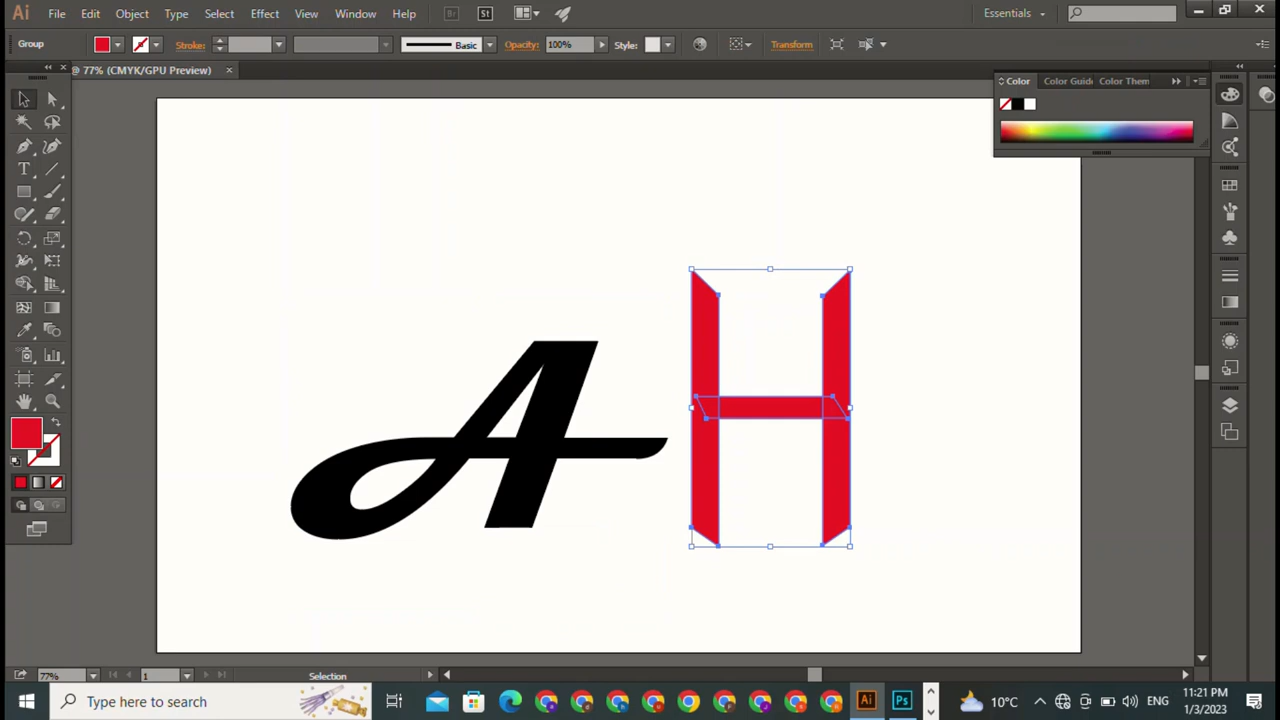 Ai File Edit Object Type Select Effect View Window Help Br St Essentials
Group Stroke: Basic Opacity: 100% Style: Transform
@ 77% (CMYK/GPU Preview)
Color Color Guide Color Them
A H
77% 1 Selection
Type here to search
Ai Ps
10°C ENG
11:21 PM
1/3/2023